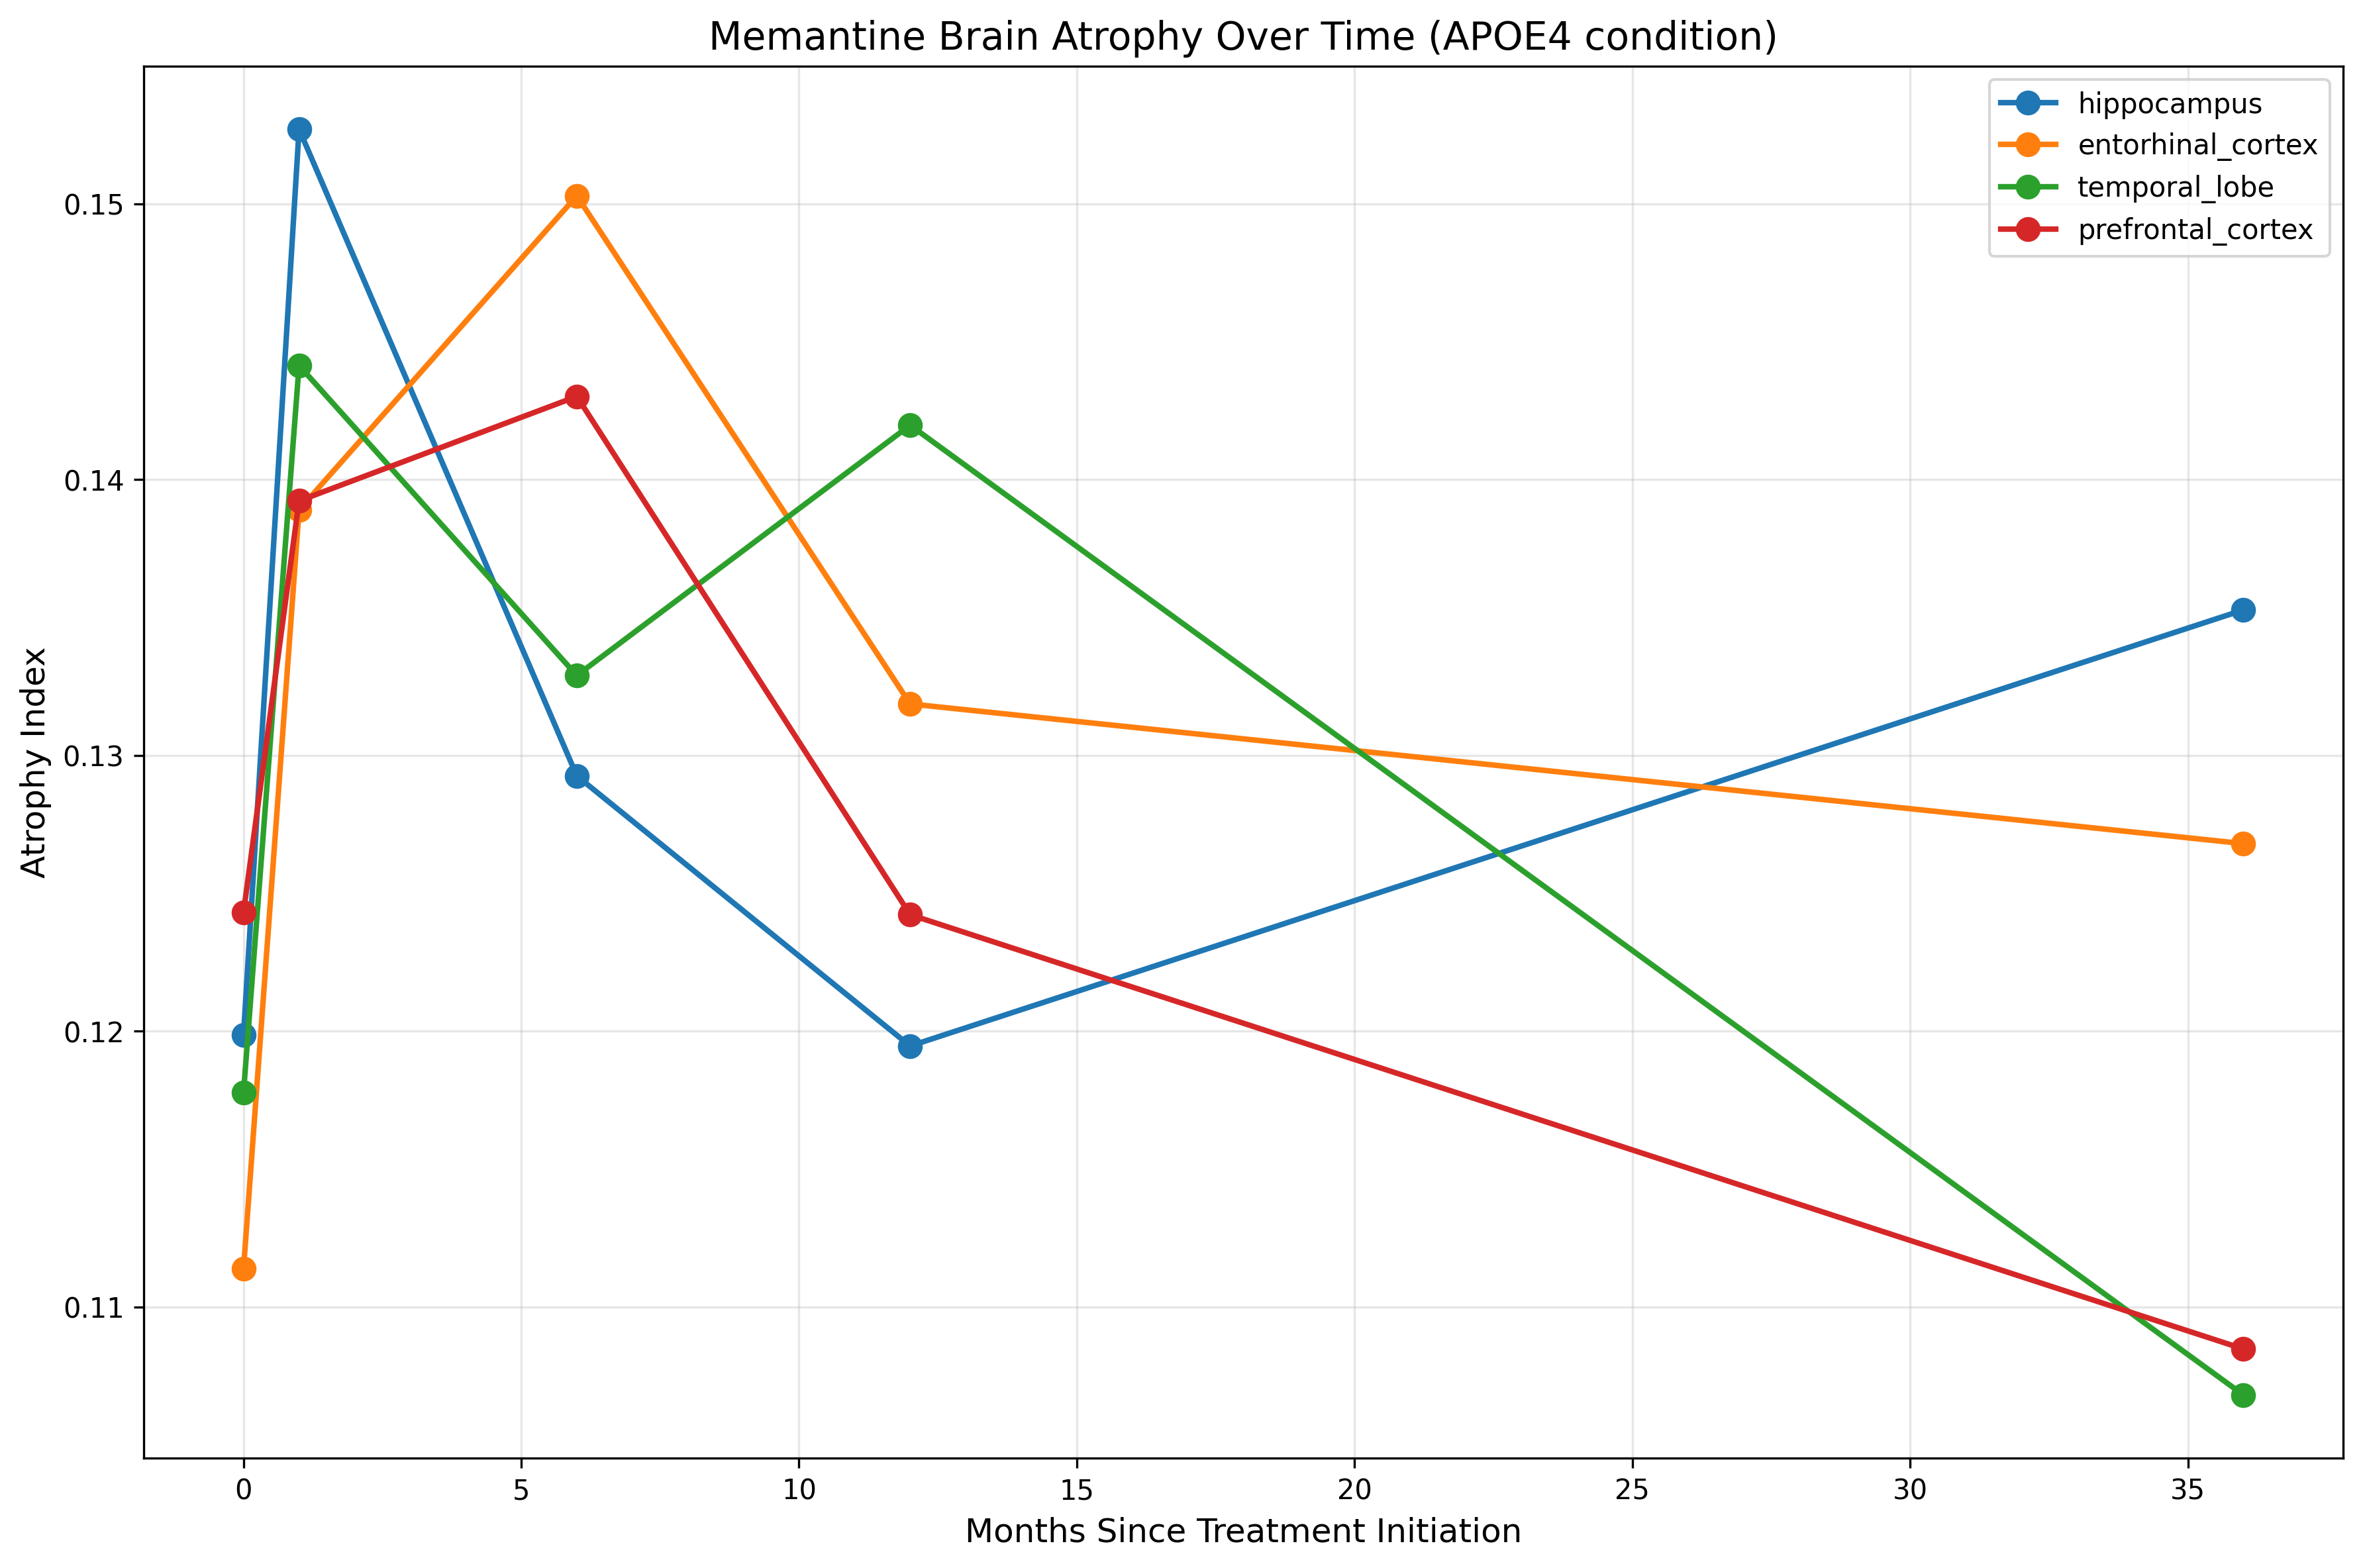 Memantine Brain Atrophy Over Time (APOE4 condition)
hippocampus
entorhinal_cortex
temporal_lobe
prefrontal_cortex
Atrophy Index
0.15
0.14
0.13
0.12
0.11
0
5
10
15
20
25
30
35
Months Since Treatment Initiation